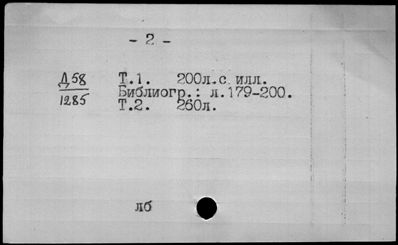 - 2 -
Д58 Т.1. 200л.с илл.
1285 Библиогр.: л.179-200.
Т.2. 260л.
лб